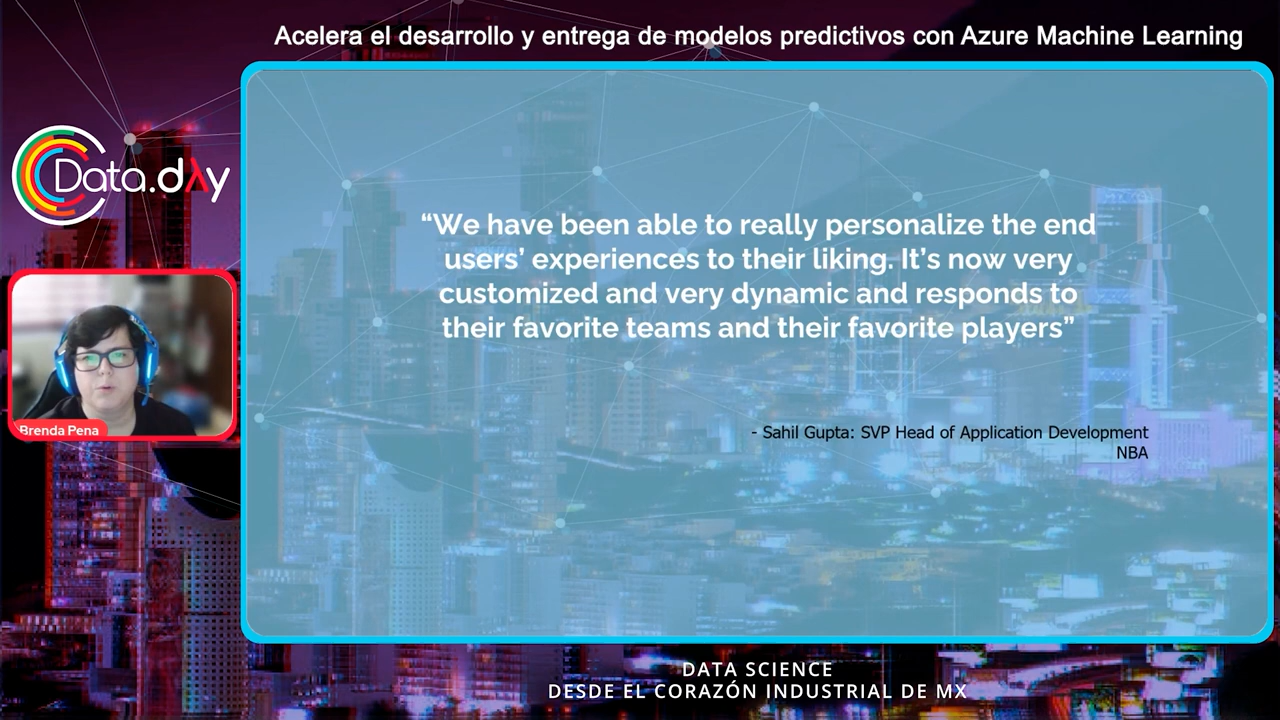 Acelera el desarrollo y entrega de modelos predictivos con Azure Machine Learning
Data.dλy
“We have been able to really personalize the end
users’ experiences to their liking. It’s now very
customized and very dynamic and responds to
their favorite teams and their favorite players”
Brenda Pena
- Sahil Gupta: SVP Head of Application Development
NBA
DATA SCIENCE
DESDE EL CORAZÓN INDUSTRIAL DE MX